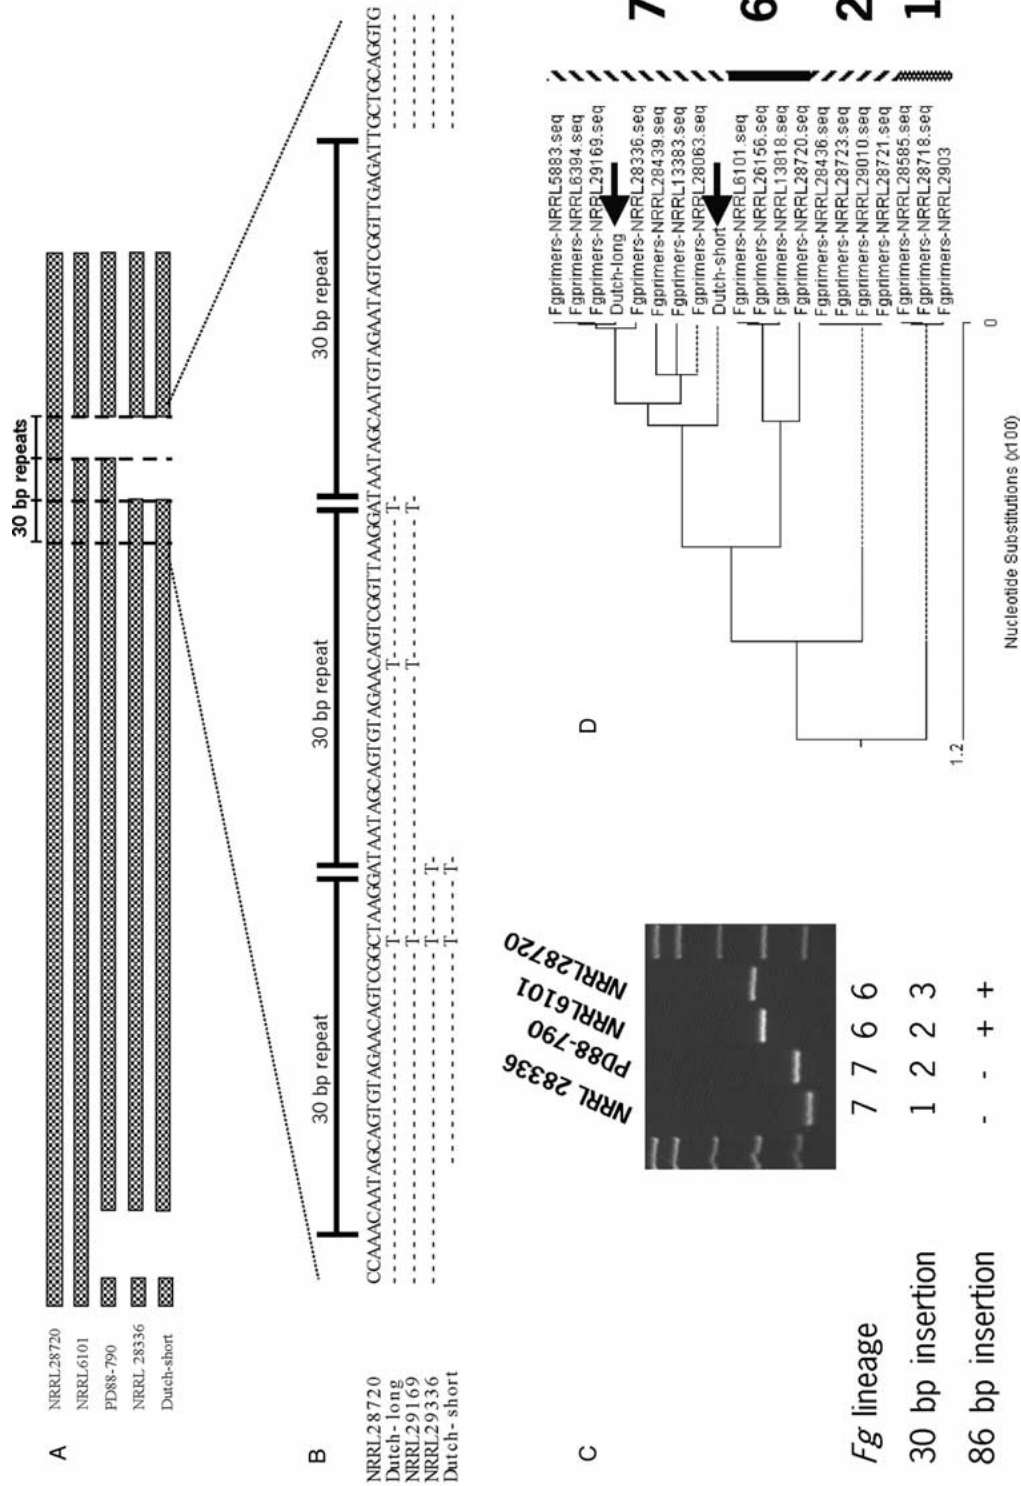 A
30 bp repeats
NRRL28720
NRRL6101
PD88-790
NRRL 28336
Dutch-short
B
30 bp repeat
30 bp repeat
30 bp repeat
NRRL28720 CCAAACAATAGCAGTGTAGAACAGTCGGCTAAGGATAATAGCAGTGTAGAACAGTCGGTTAAGGATAATAGCAATGTAGAATAGTCGGTTGAGATTGCTGCAGGTG
Dutch-long T T T
NRRL29169 T T T
NRRL29336 T T
Dutch-short T T
C
NRRL 28336
PD88-790
NRRL6101
NRRL28720
Fg lineage 7 7 6 6
30 bp insertion 1 2 2 3
86 bp insertion - - + +
D
Fgprimers-NRRL5883.seq
Fgprimers-NRRL6394.seq
Fgprimers-NRRL29169.seq
Dutch-long
Fgprimers-NRRL28336.seq
Fgprimers-NRRL28439.seq
Fgprimers-NRRL13383.seq
Fgprimers-NRRL28063.seq
Dutch-short
Fgprimers-NRRL6101.seq
Fgprimers-NRRL26156.seq
Fgprimers-NRRL13818.seq
Fgprimers-NRRL28720.seq
Fgprimers-NRRL28436.seq
Fgprimers-NRRL28723.seq
Fgprimers-NRRL29010.seq
Fgprimers-NRRL28721.seq
Fgprimers-NRRL28585.seq
Fgprimers-NRRL28718.seq
Fgprimers-NRRL2903
7
6
2
1
1.2
0
Nucleotide Substitutions (x100)